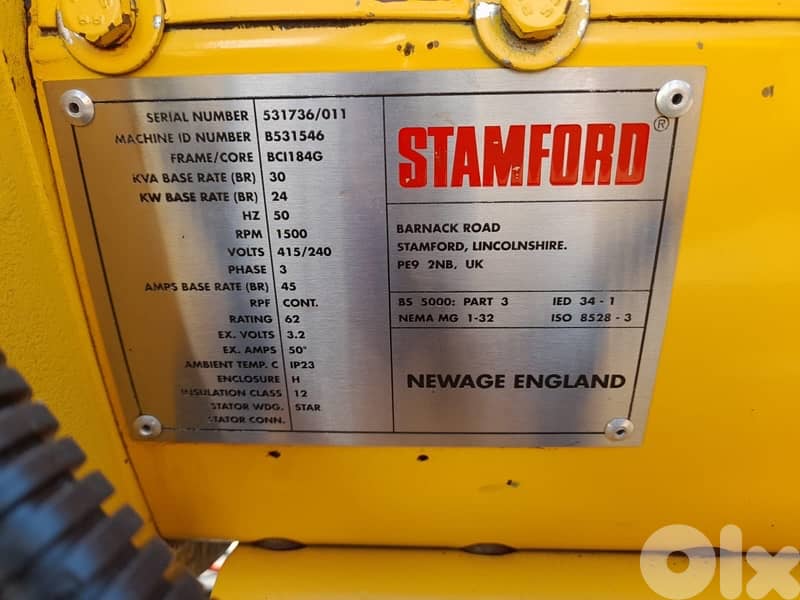 SERIAL NUMBER 531736/011
MACHINE ID NUMBER B531546
FRAME/CORE BCI184G
KVA BASE RATE (BR) 30
KW BASE RATE (BR) 24
HZ 50
RPM 1500
VOLTS 415/240
PHASE 3
AMPS BASE RATE (BR) 45
RPF CONT.
RATING 62
EX. VOLTS 3.2
EX. AMPS 50°
AMBIENT TEMP. C IP23
ENCLOSURE H
INSULATION CLASS 12
STATOR WDG. STAR
STATOR CONN.
STAMFORD®
BARNACK ROAD
STAMFORD, LINCOLNSHIRE.
PE9 2NB, UK
BS 5000: PART 3 IED 34-1
NEMA MG 1-32 ISO 8528-3
NEWAGE ENGLAND
Olx